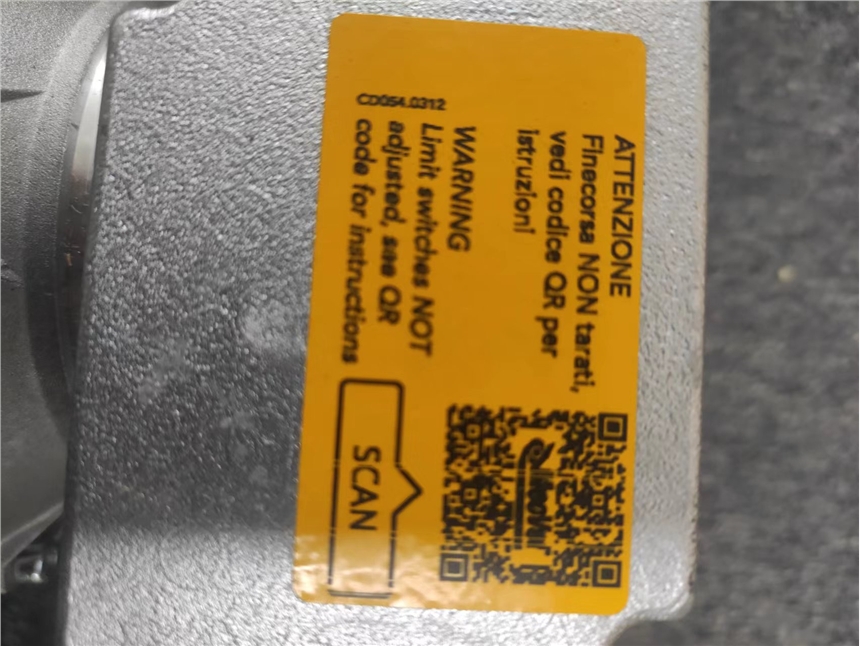 ATTENZIONE
Finecorsa NON tarati,
vedi codice QR per
istruzioni
WARNING
Limit switches NOT
adjusted, see QR
code for instructions
CD054.0312
SCAN